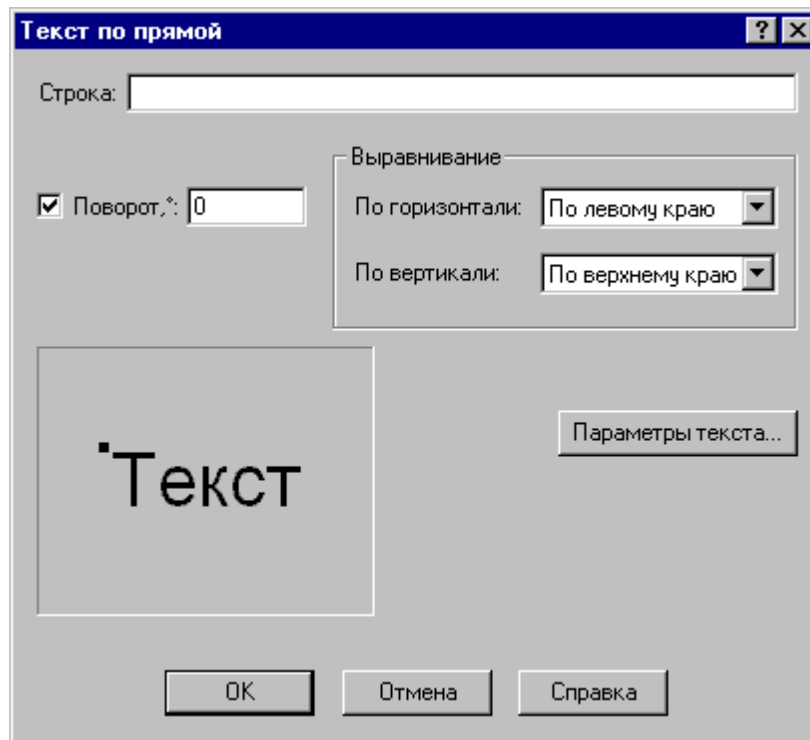 Текст по прямой
Строка:
Выравнивание
Поворот,°: 0
По горизонтали: По левому краю
По вертикали: По верхнему краю
Параметры текста...
Текст
OK Отмена Справка